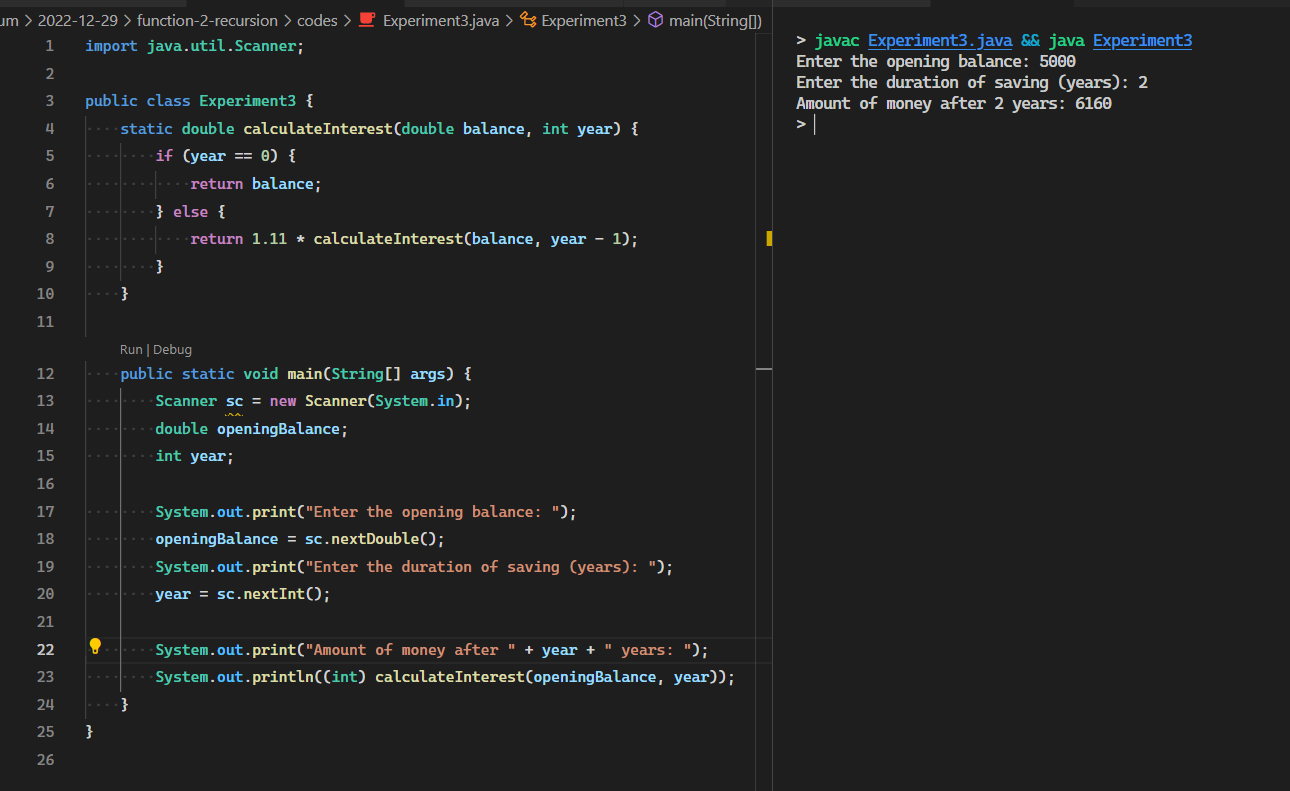 um > 2022-12-29 > function-2-recursion > codes > Experiment3.java > Experiment3 > main(String[])
1 import java.util.Scanner;
2
3 public class Experiment3 {
4 static double calculateInterest(double balance, int year) {
5 if (year == 0) {
6 return balance;
7 } else {
8 return 1.11 * calculateInterest(balance, year - 1);
9 }
10 }
11
Run | Debug
12 public static void main(String[] args) {
13 Scanner sc = new Scanner(System.in);
14 double openingBalance;
15 int year;
16
17 System.out.print("Enter the opening balance: ");
18 openingBalance = sc.nextDouble();
19 System.out.print("Enter the duration of saving (years): ");
20 year = sc.nextInt();
21
22 System.out.print("Amount of money after " + year + " years: ");
23 System.out.println((int) calculateInterest(openingBalance, year));
24 }
25 }
26
> javac Experiment3.java && java Experiment3
Enter the opening balance: 5000
Enter the duration of saving (years): 2
Amount of money after 2 years: 6160
>